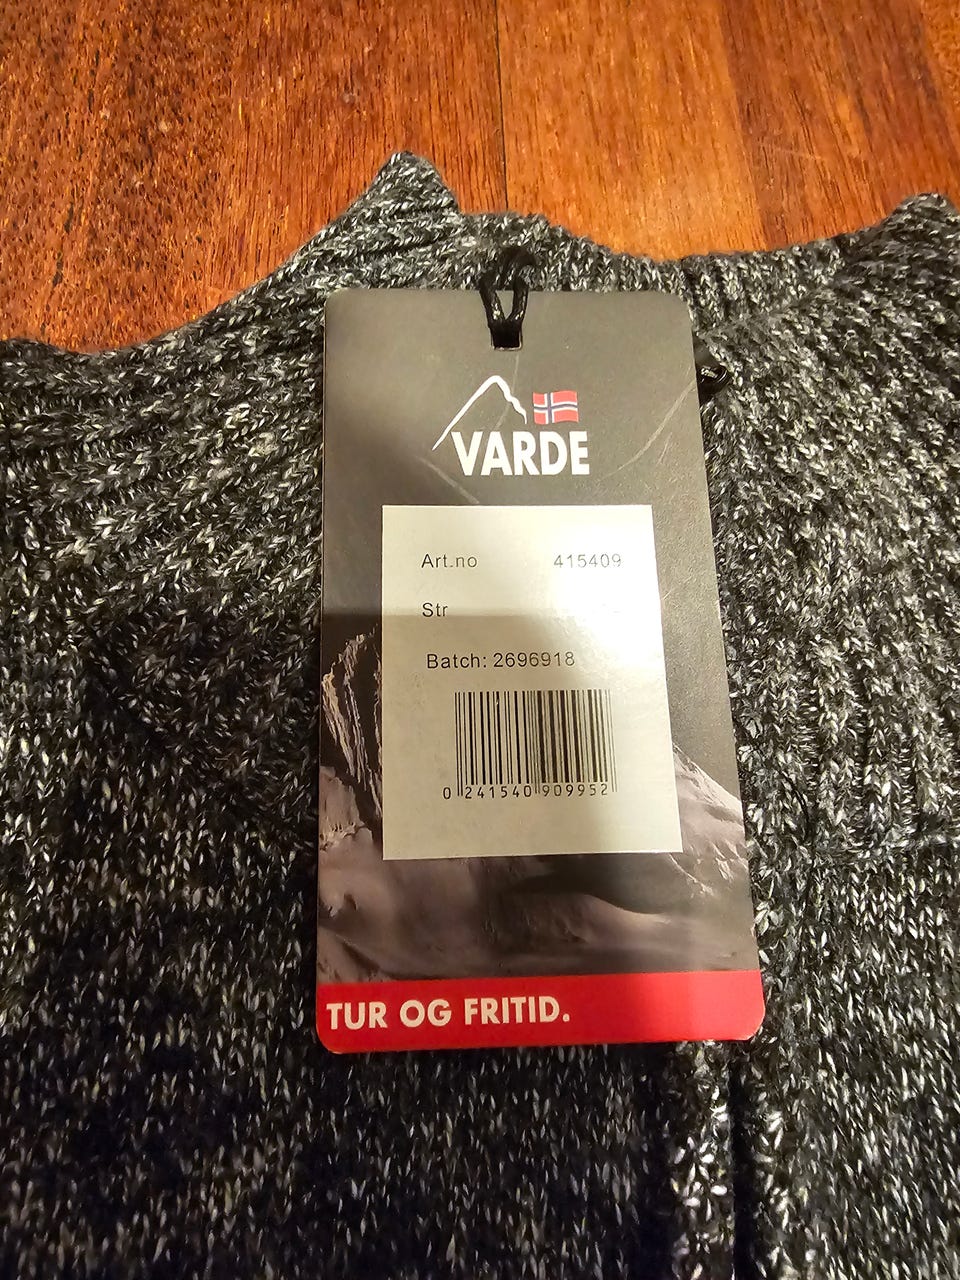 VARDE
Art.no 415409
Str
Batch: 2696918
0 241540 909952
TUR OG FRITID.